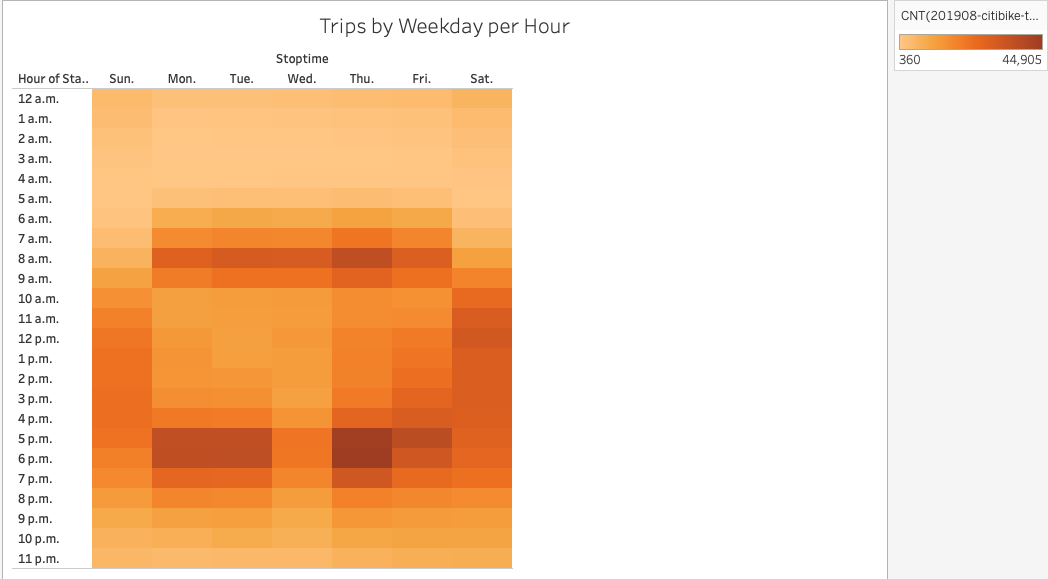 Trips by Weekday per Hour
CNT(201908-citibike-t...
360 44,905
Stoptime
Hour of Sta.. Sun. Mon. Tue. Wed. Thu. Fri. Sat.
12 a.m.
1 a.m.
2 a.m.
3 a.m.
4 a.m.
5 a.m.
6 a.m.
7 a.m.
8 a.m.
9 a.m.
10 a.m.
11 a.m.
12 p.m.
1 p.m.
2 p.m.
3 p.m.
4 p.m.
5 p.m.
6 p.m.
7 p.m.
8 p.m.
9 p.m.
10 p.m.
11 p.m.